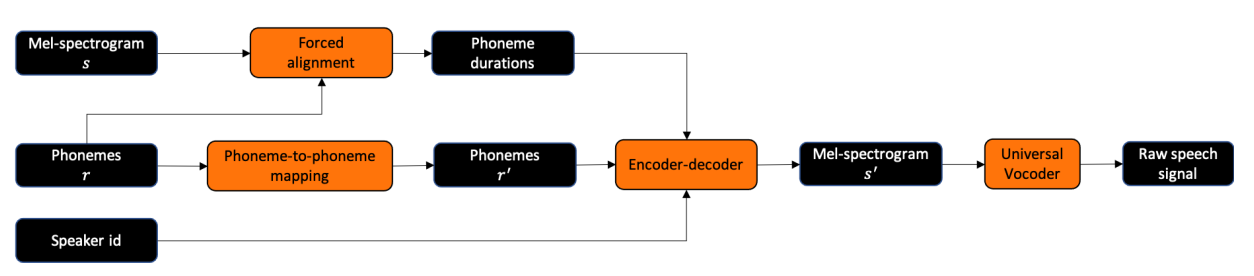 Mel-spectrogram
s
Forced
alignment
Phoneme
durations
Phonemes
r
Phoneme-to-phoneme
mapping
Phonemes
r′
Encoder-decoder
Mel-spectrogram
s′
Universal
Vocoder
Raw speech
signal
Speaker id